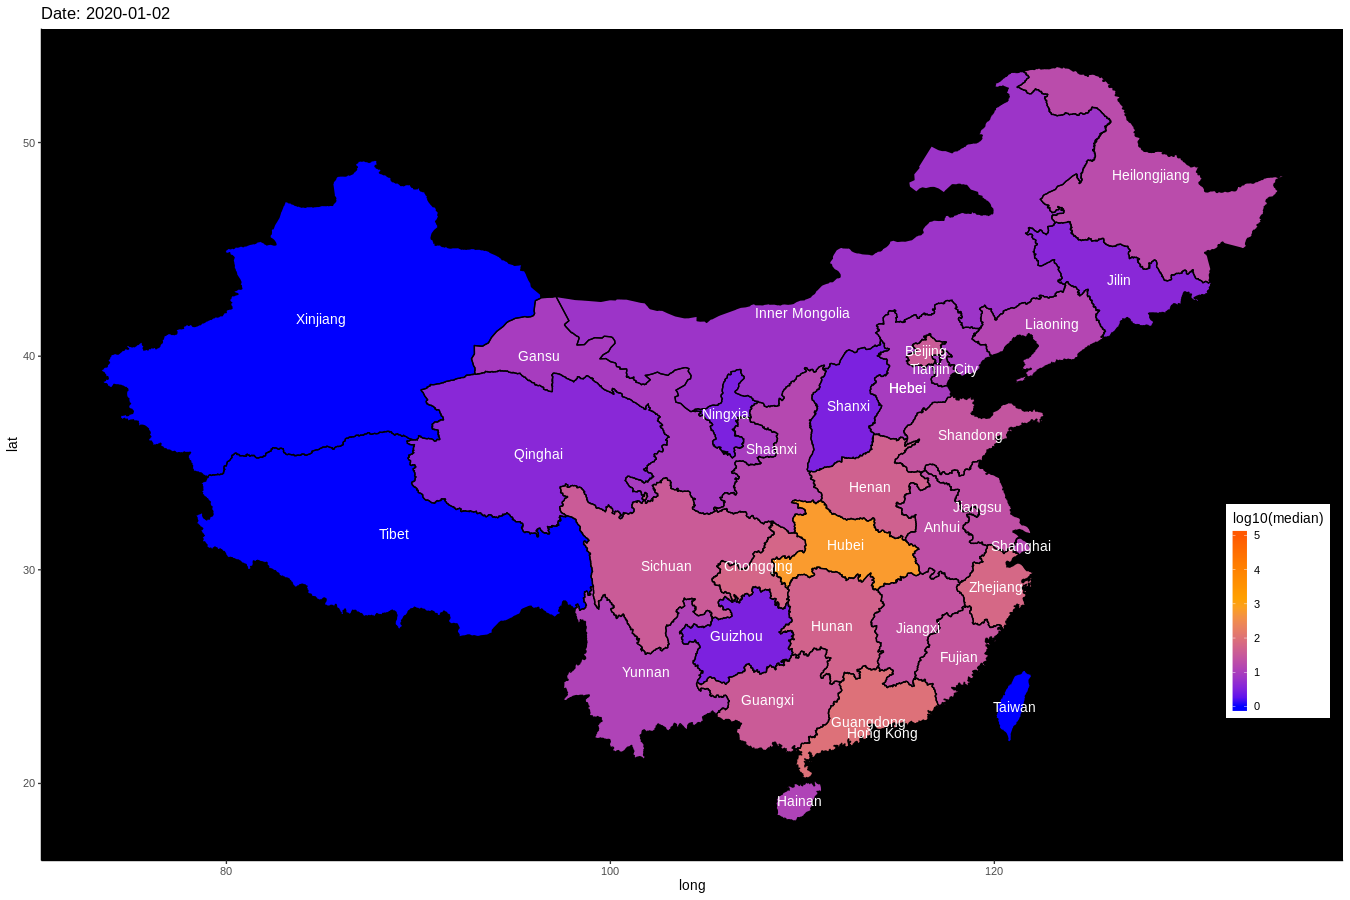 Date: 2020-01-02
50
40
30
20
lat
Heilongjiang
Jilin
Inner Mongolia
Xinjiang
Liaoning
Beijing
Gansu
Tianjin City
Hebei
Shanxi
Ningxia
Shandong
Shaanxi
Qinghai
Henan
Jiangsu
log10(median)
Anhui
5
Tibet
Hubei
Shanghai
Sichuan
Chongqing
4
Zhejiang
3
Hunan
Jiangxi
Guizhou
2
Fujian
Yunnan
1
Guangxi
Taiwan
0
Guangdong
Hong Kong
Hainan
80
100
120
long